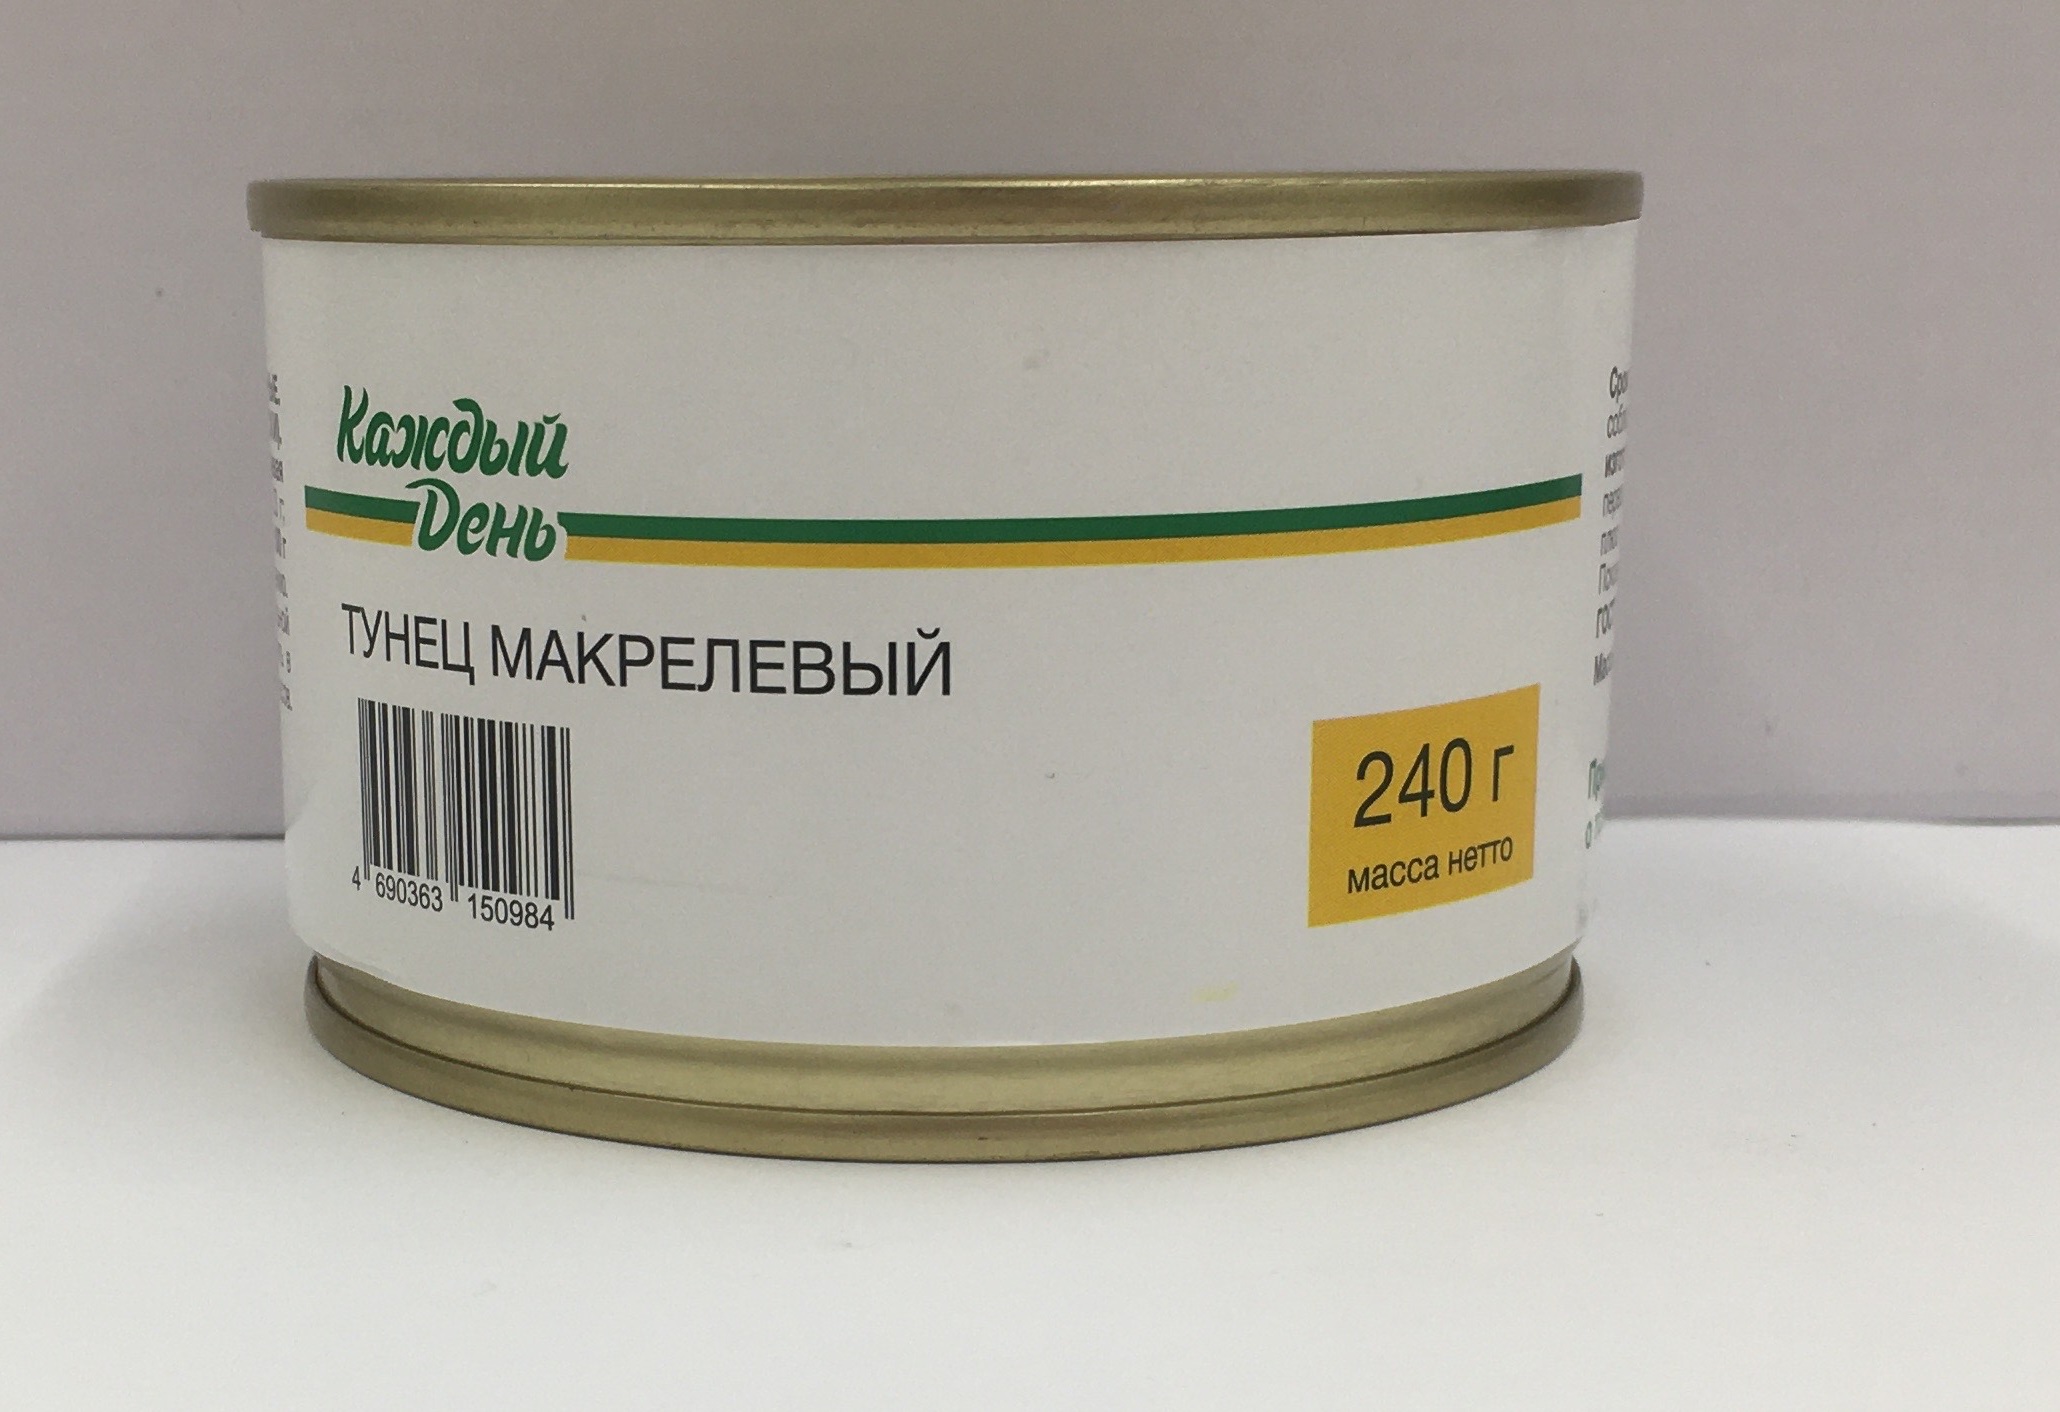 Каждый
День
ТУНЕЦ МАКРЕЛЕВЫЙ
4 690363 150984
240 г
масса нетто